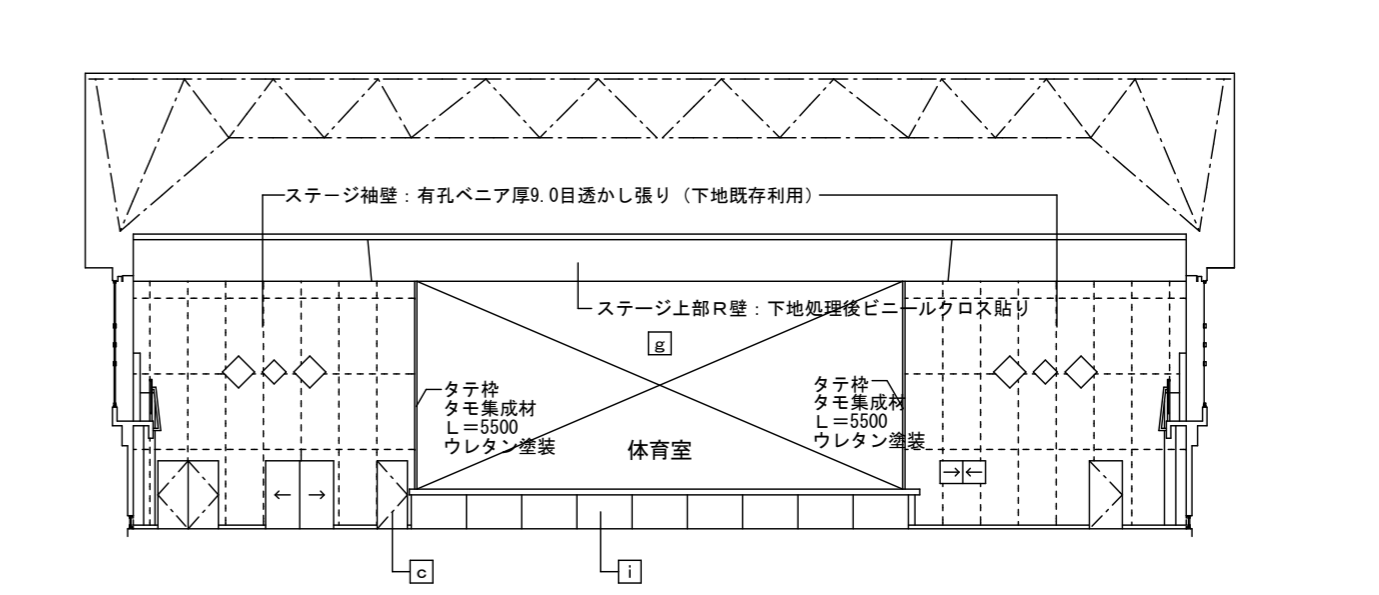 ステージ袖壁：有孔ベニア厚9.0目透かし張り（下地既存利用）
ステージ上部Ｒ壁：下地処理後ビニールクロス貼り
g
タテ枠
タモ集成材
Ｌ＝5500
ウレタン塗装
タテ枠
タモ集成材
Ｌ＝5500
ウレタン塗装
体育室
← →
→ ←
c
i